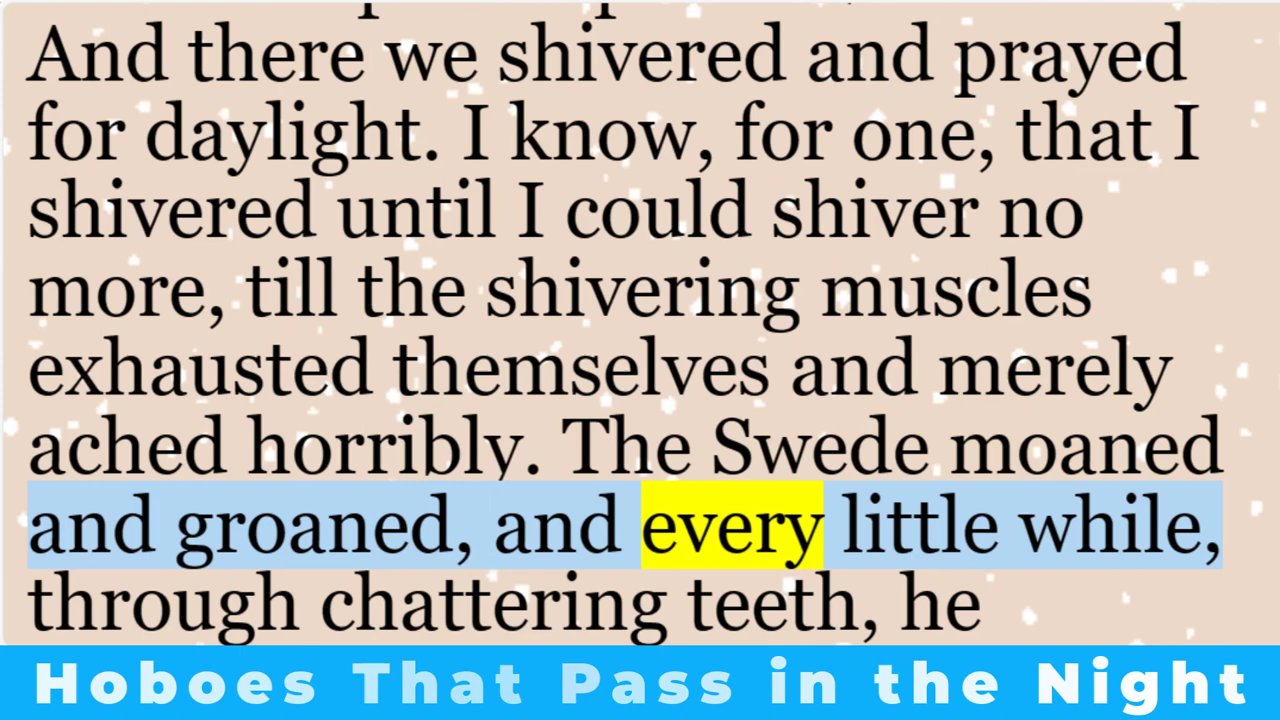 And there we shivered and prayed
for daylight. I know, for one, that I
shivered until I could shiver no
more, till the shivering muscles
exhausted themselves and merely
ached horribly. The Swede moaned
and groaned, and every little while,
through chattering teeth, he
Hoboes That Pass in the Night